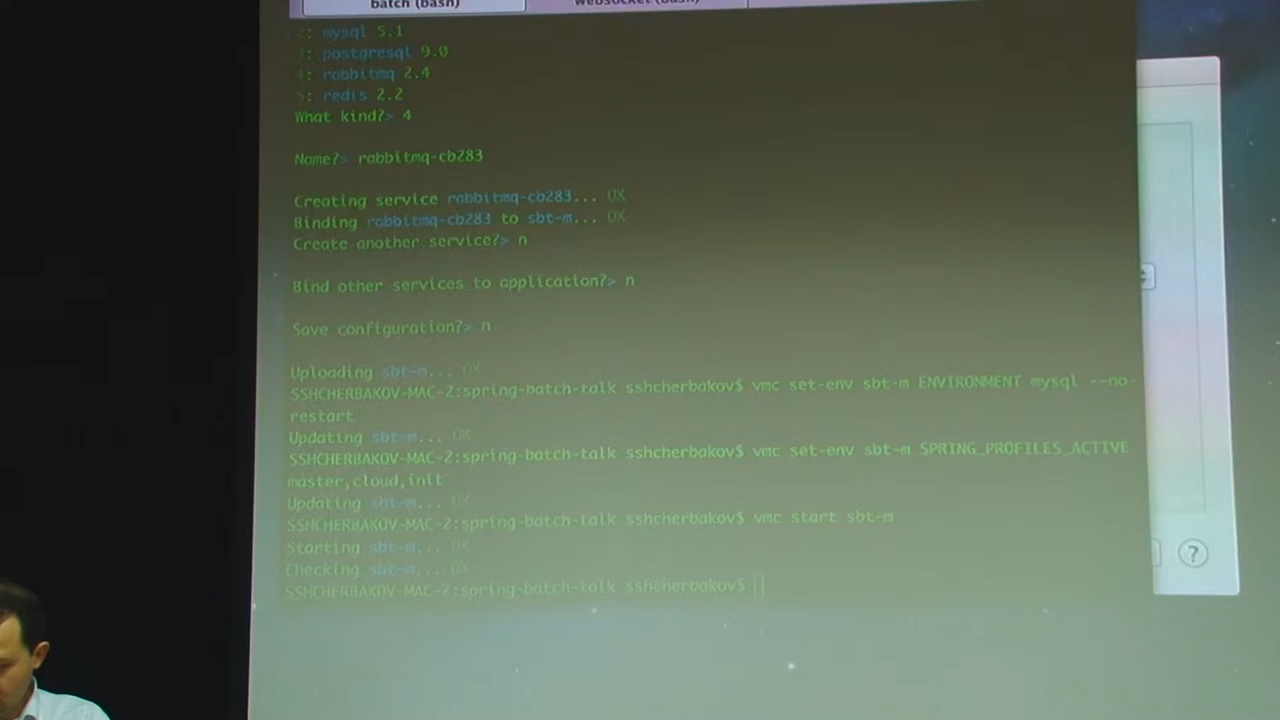 batch (bash)
websocket (bash)
2: mysql 5.1
3: postgresql 9.0
4: rabbitmq 2.4
5: redis 2.2
What kind?> 4
Name?> rabbitmq-cb283
Creating service rabbitmq-cb283... OK
Binding rabbitmq-cb283 to sbt-m... OK
Create another service?> n
Bind other services to application?> n
Save configuration?> n
Uploading sbt-m... OK
SSHCHERBAKOV-MAC-2:spring-batch-talk sshcherbakov$ vmc set-env sbt-m ENVIRONMENT mysql --no-
restart
Updating sbt-m... OK
SSHCHERBAKOV-MAC-2:spring-batch-talk sshcherbakov$ vmc set-env sbt-m SPRING_PROFILES_ACTIVE
master,cloud,init
Updating sbt-m... OK
SSHCHERBAKOV-MAC-2:spring-batch-talk sshcherbakov$ vmc start sbt-m
Starting sbt-m... OK
Checking sbt-m... OK
SSHCHERBAKOV-MAC-2:spring-batch-talk sshcherbakov$
?